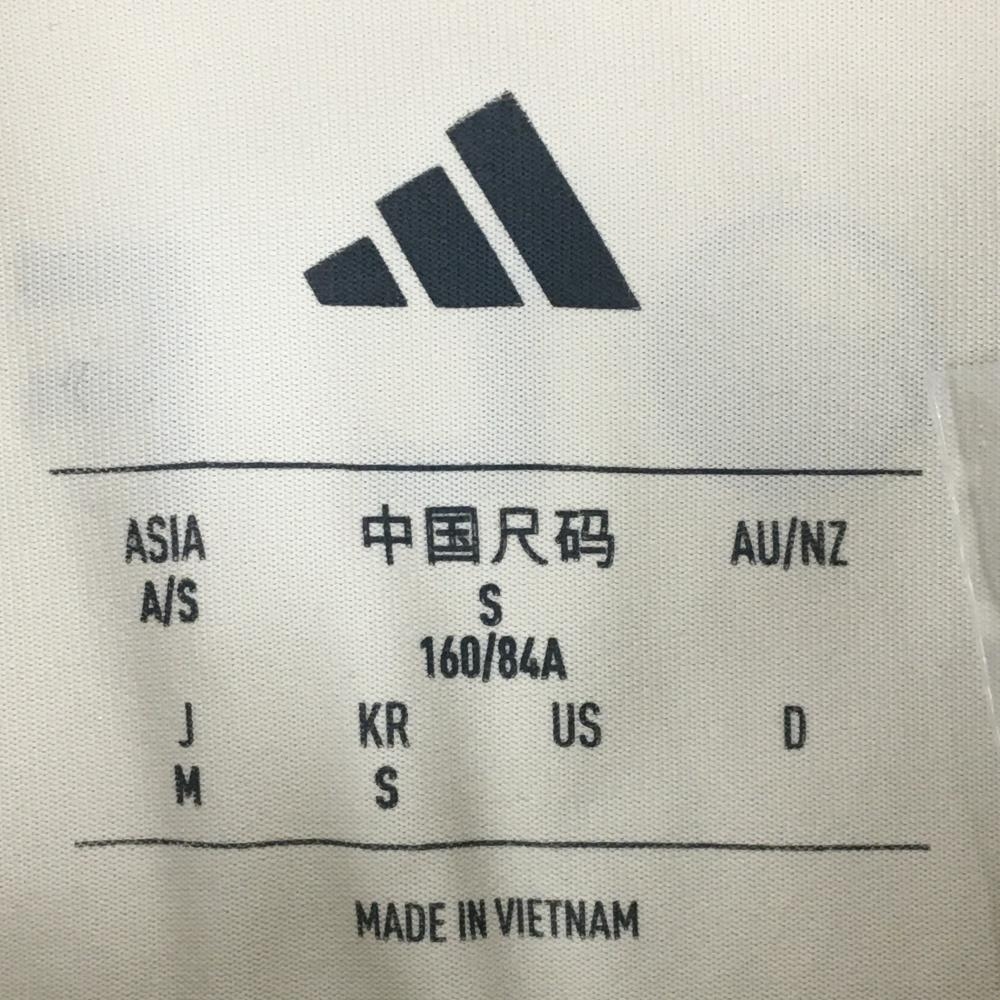 ASIA 中国尺码 AU/NZ
A/S S
160/84A
J KR US D
M S
MADE IN VIETNAM